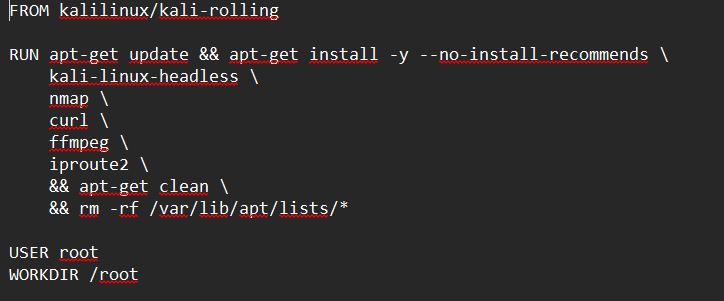 FROM kalilinux/kali-rolling
RUN apt-get update && apt-get install -y --no-install-recommends \
kali-linux-headless \
nmap \
curl \
ffmpeg \
iproute2 \
&& apt-get clean \
&& rm -rf /var/lib/apt/lists/*
USER root
WORKDIR /root